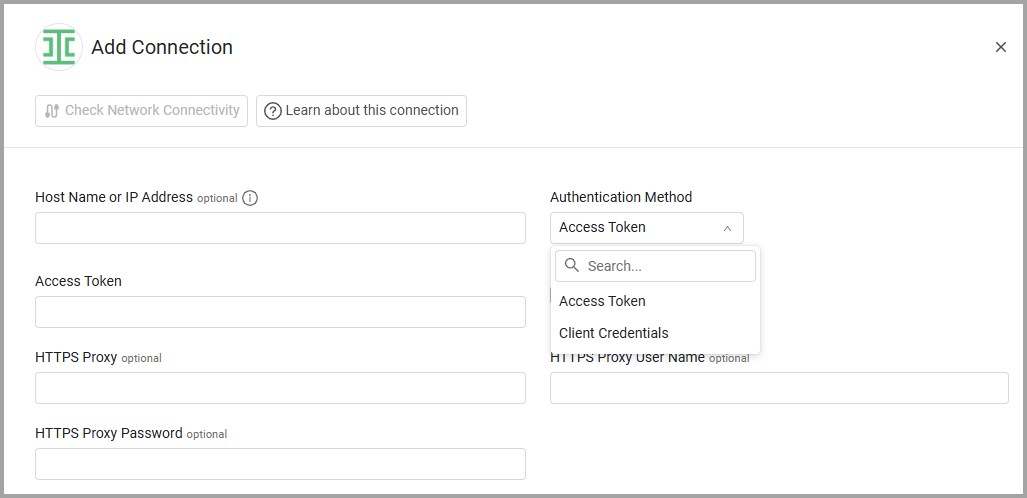 Add Connection
Check Network Connectivity
Learn about this connection
Host Name or IP Address optional
Authentication Method
Access Token
Search...
Access Token
Access Token
Client Credentials
HTTPS Proxy optional
HTTPS Proxy User Name optional
HTTPS Proxy Password optional